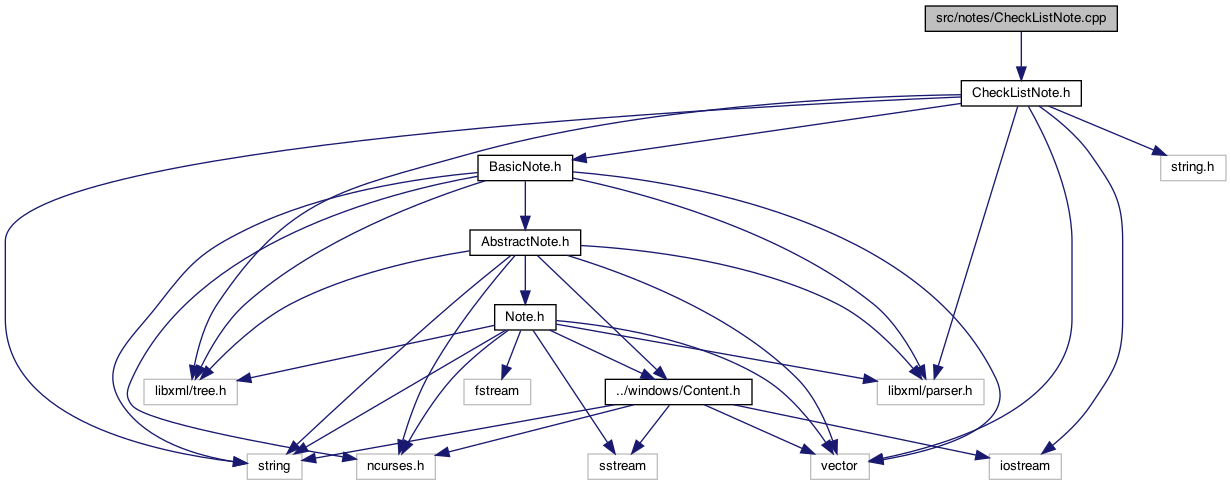 src/notes/CheckListNote.cpp
CheckListNote.h
BasicNote.h
string.h
AbstractNote.h
Note.h
libxml/tree.h
fstream
../windows/Content.h
libxml/parser.h
string
ncurses.h
sstream
vector
iostream